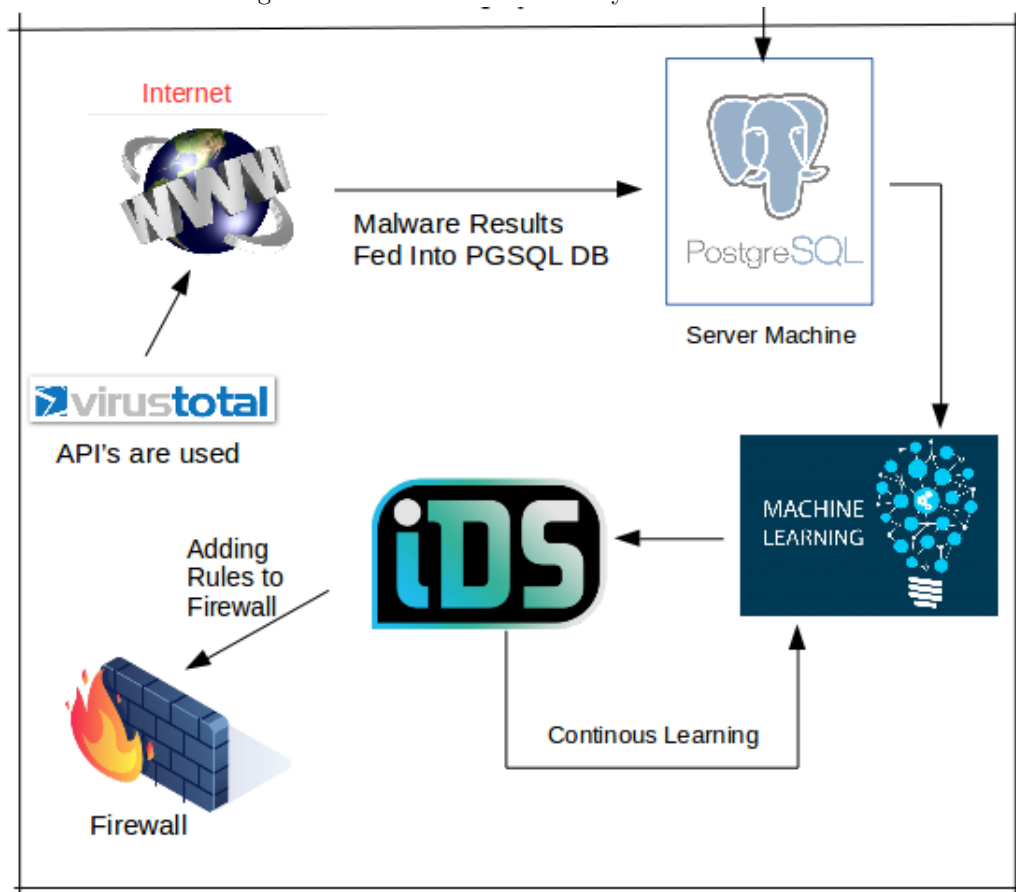 Internet
WWW
Malware Results
Fed Into PGSQL DB
PostgreSQL
Server Machine
virustotal
API's are used
MACHINE
LEARNING
iDS
Adding
Rules to
Firewall
Continous Learning
Firewall